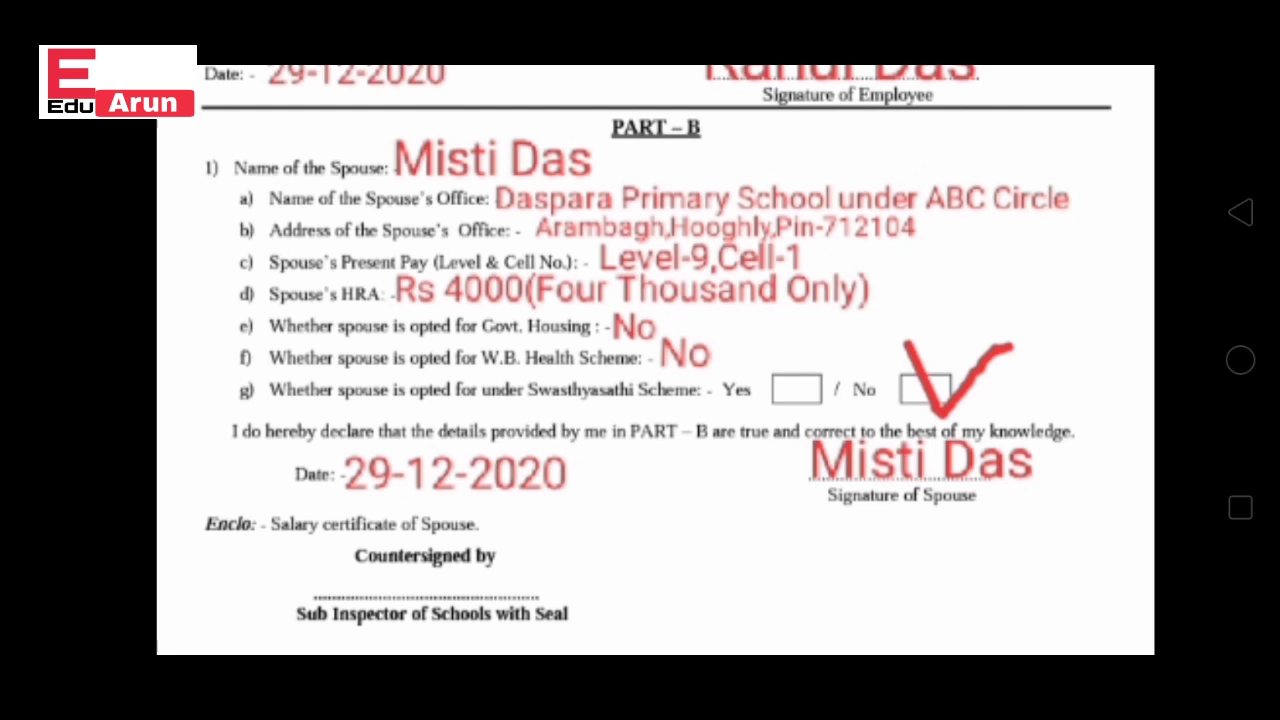 E
Edu Arun
Date: - 29-12-2020
Das
Signature of Employee
PART – B
1) Name of the Spouse: Misti Das
a) Name of the Spouse's Office: Daspara Primary School under ABC Circle
b) Address of the Spouse's Office: - Arambagh,Hooghly,Pin-712104
c) Spouse's Present Pay (Level & Cell No.): - Level-9,Cell-1
d) Spouse's HRA: -Rs 4000(Four Thousand Only)
e) Whether spouse is opted for Govt. Housing : -No
f) Whether spouse is opted for W.B. Health Scheme: - No
g) Whether spouse is opted for under Swasthyasathi Scheme: - Yes / No
I do hereby declare that the details provided by me in PART – B are true and correct to the best of my knowledge.
Date: -29-12-2020
Misti Das
Signature of Spouse
Enclo: - Salary certificate of Spouse.
Countersigned by
Sub Inspector of Schools with Seal